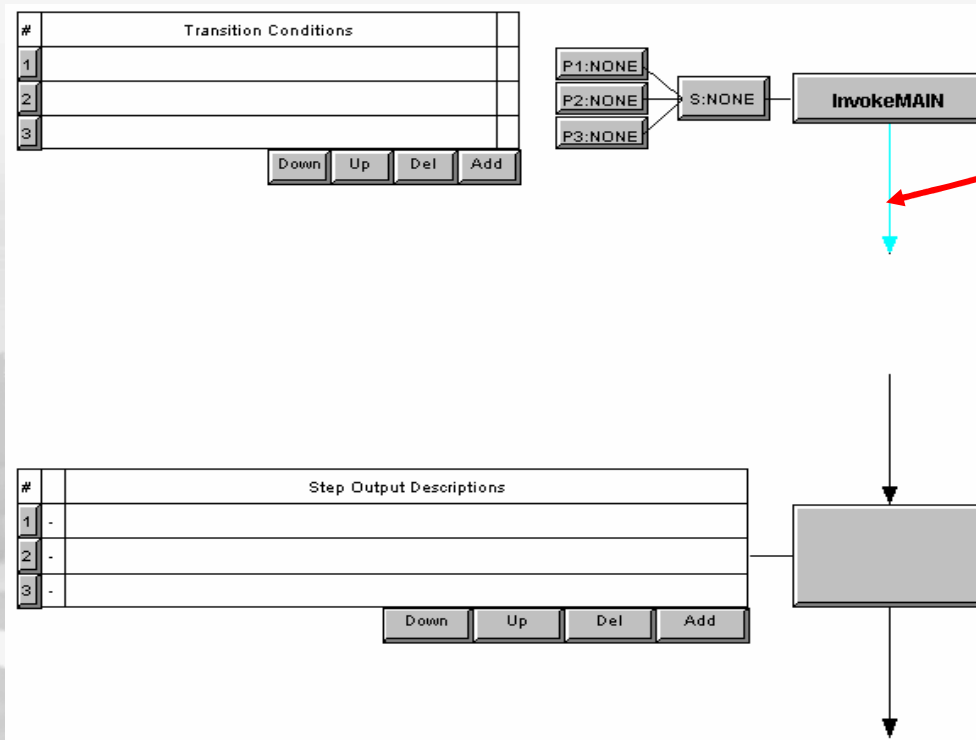 # Transition Conditions
1
2
3
Down Up Del Add
P1:NONE
P2:NONE
P3:NONE
S:NONE
InvokeMAIN
# Step Output Descriptions
1 -
2 -
3 -
Down Up Del Add